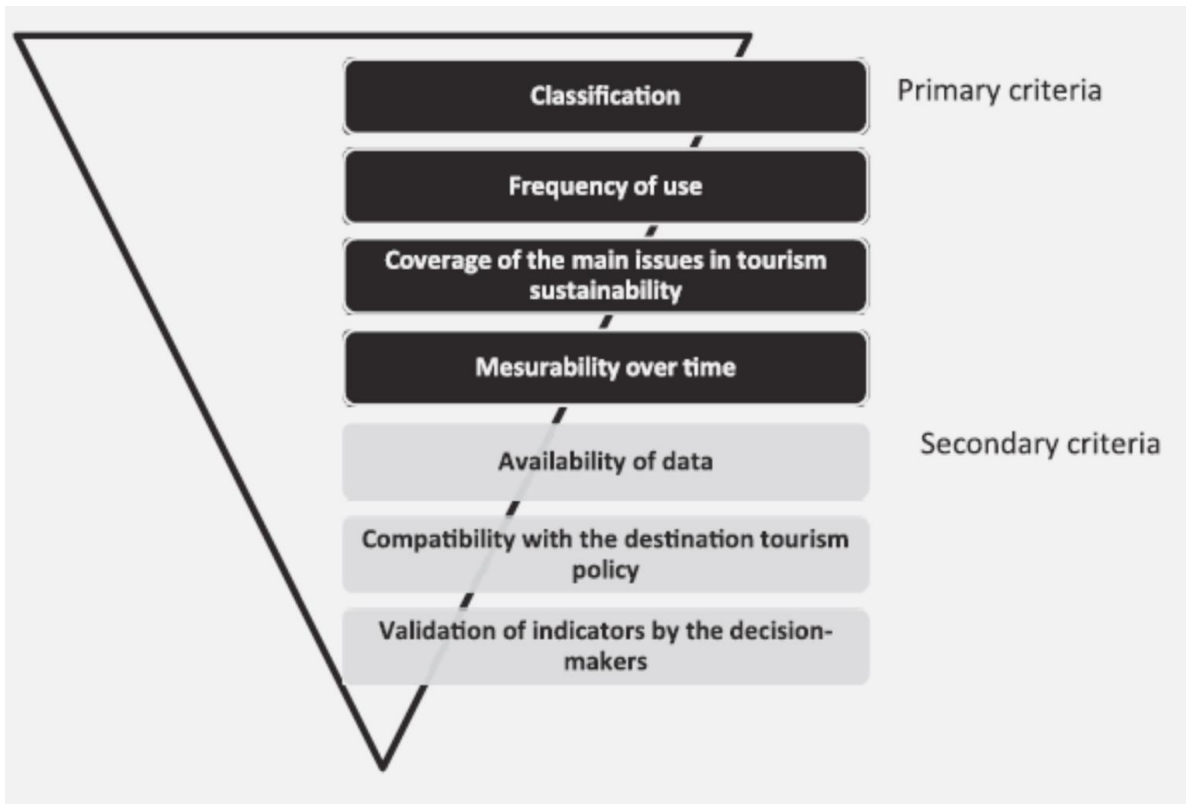 Classification
Primary criteria
Frequency of use
Coverage of the main issues in tourism
sustainability
Mesurability over time
Secondary criteria
Availability of data
Compatibility with the destination tourism
policy
Validation of indicators by the decision-
makers